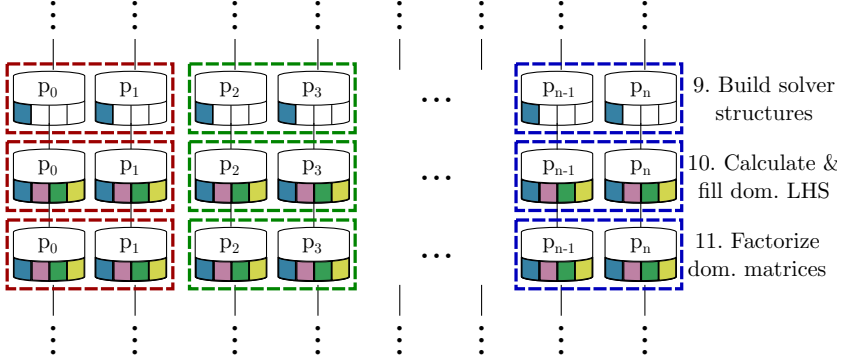 p0 p1 p2 p3 ... pn-1 pn 9. Build solver
structures
p0 p1 p2 p3 ... pn-1 pn 10. Calculate &
fill dom. LHS
p0 p1 p2 p3 ... pn-1 pn 11. Factorize
dom. matrices